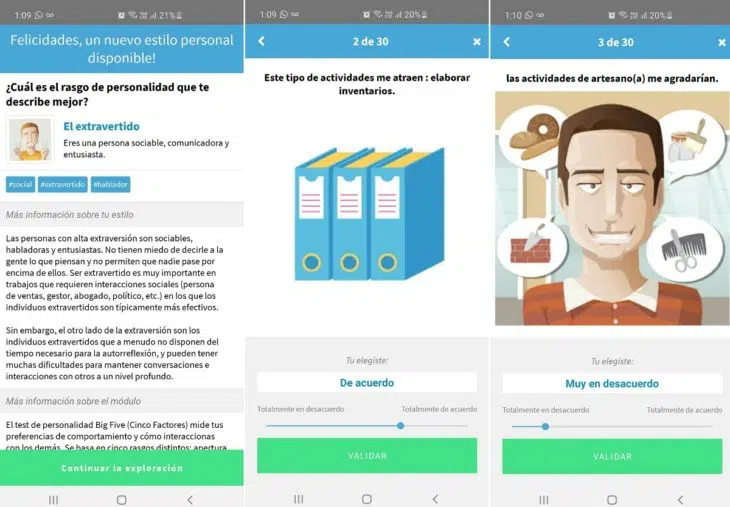 1:09 21%
Felicidades, un nuevo estilo personal
disponible!
¿Cuál es el rasgo de personalidad que te
describe mejor?
El extravertido
Eres una persona sociable, comunicadora y
entusiasta.
#social #extravertido #hablador
Más información sobre tu estilo
Las personas con alta extraversión son sociables,
habladoras y entusiastas. No tienen miedo de decirle a la
gente lo que piensan y no permiten que nadie pase por
encima de ellos. Ser extravertido es muy importante en
trabajos que requieren interacciones sociales (persona
de ventas, gestor, abogado, político, etc.) en los que los
individuos extravertidos son típicamente más efectivos.
Sin embargo, el otro lado de la extraversión son los
individuos extravertidos que a menudo no disponen del
tiempo necesario para la autorreflexión, y pueden tener
muchas dificultades para mantener conversaciones e
interacciones con otros a un nivel profundo.
Más información sobre el módulo
El test de personalidad Big Five (Cinco Factores) mide tus
preferencias de comportamiento y cómo interaccionas
con los demás. Se basa en cinco rasgos distintos: apertura
Continuar la exploración
1:09 20%
2 de 30
Este tipo de actividades me atraen : elaborar
inventarios.
Tu elegiste:
De acuerdo
Totalmente en desacuerdo Totalmente de acuerdo
VALIDAR
1:10 20%
3 de 30
las actividades de artesano(a) me agradarían.
Tu elegiste:
Muy en desacuerdo
Totalmente en desacuerdo Totalmente de acuerdo
VALIDAR